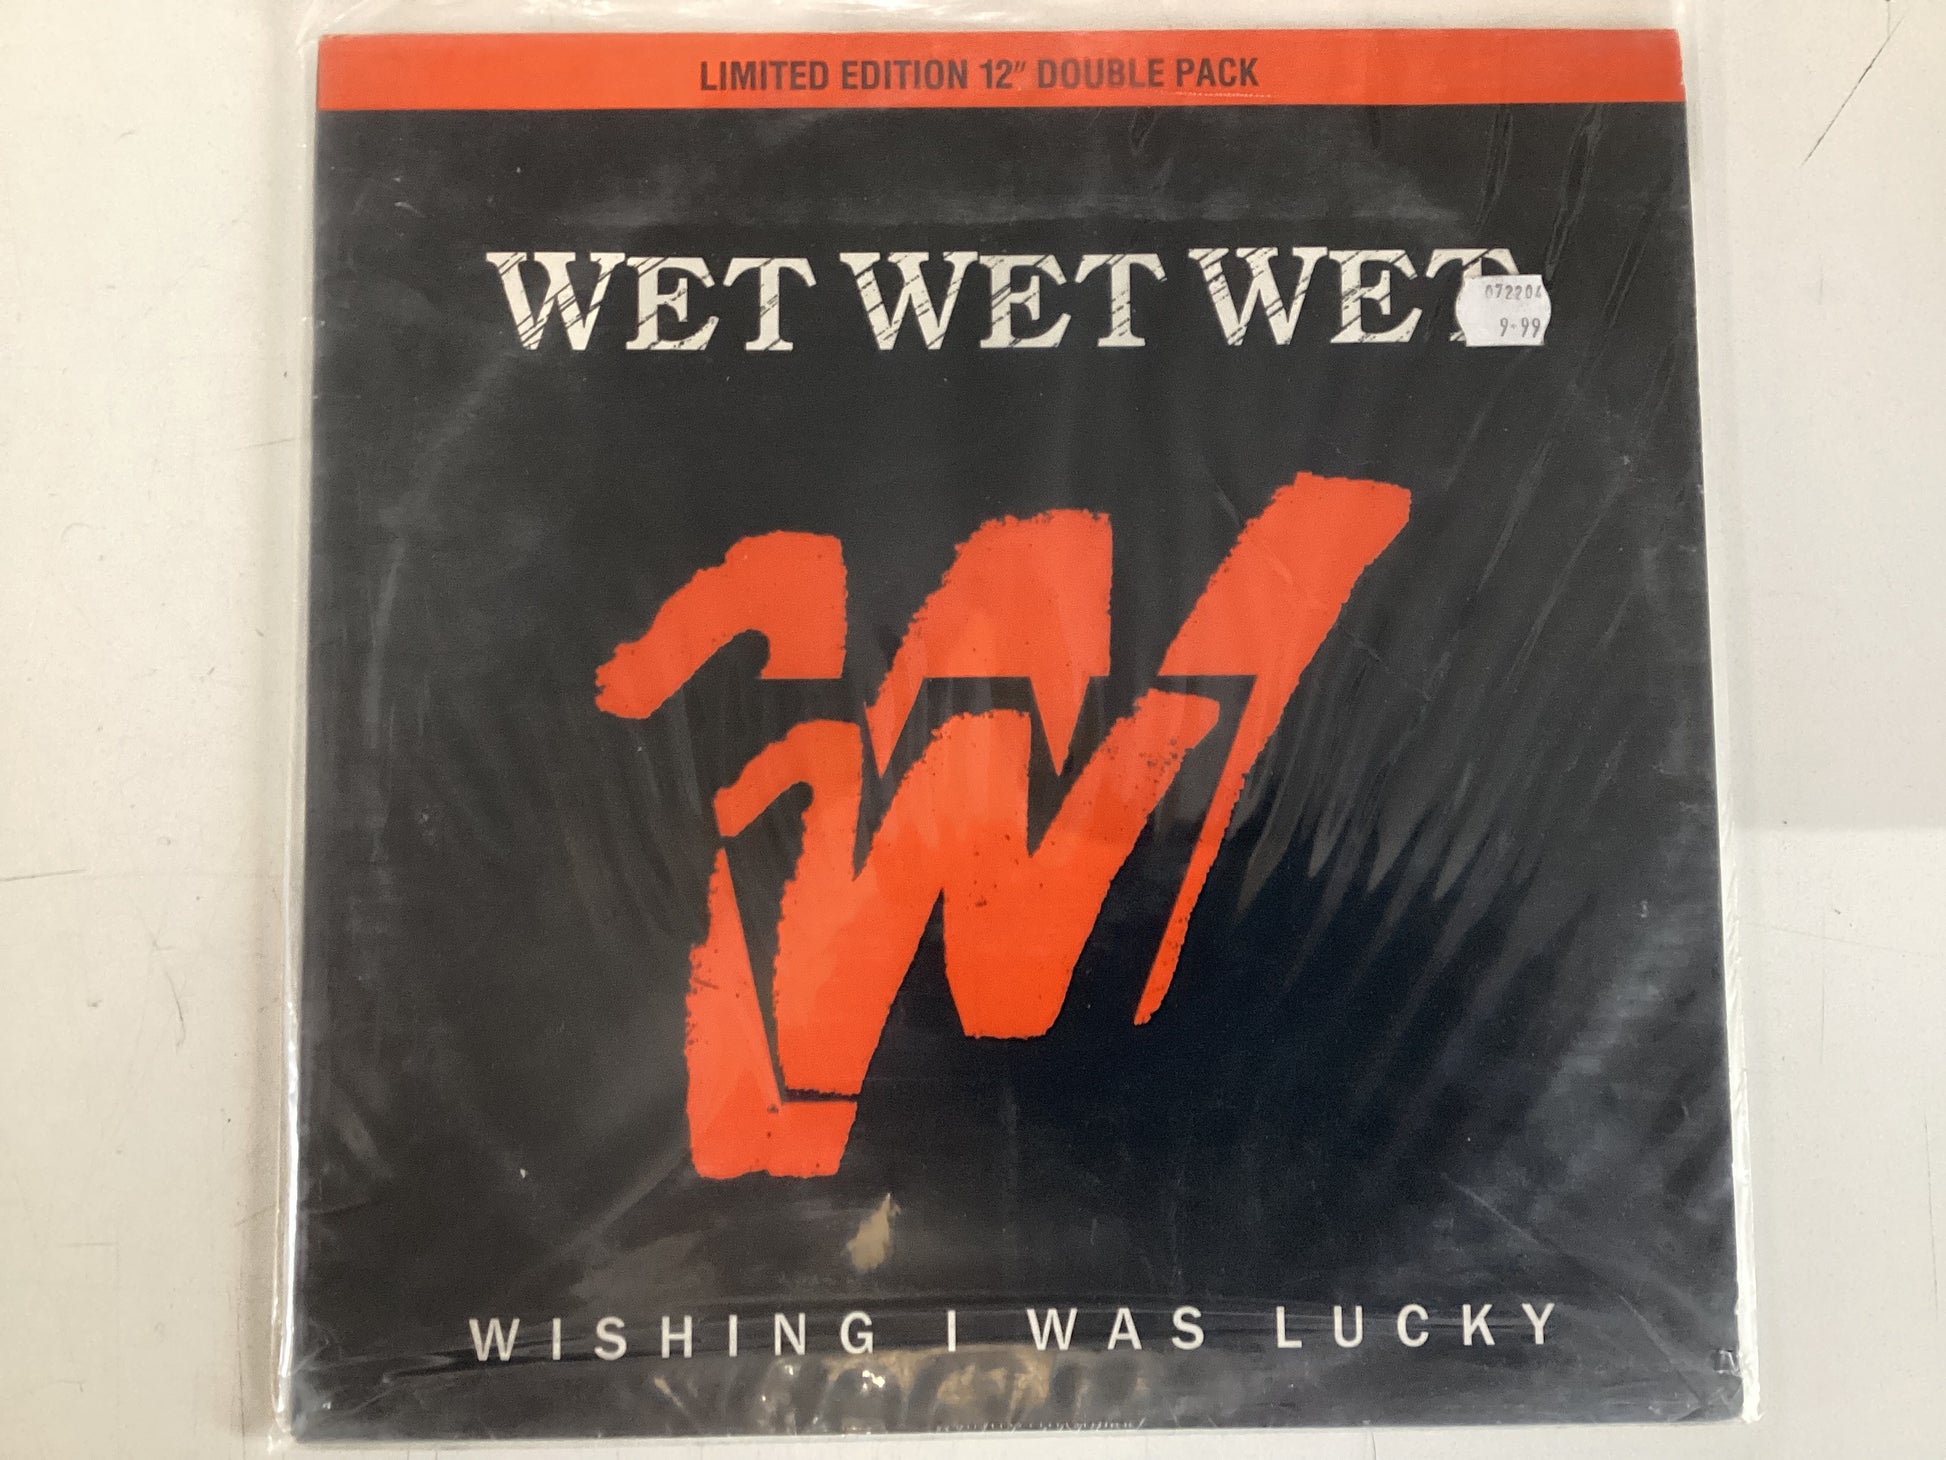 LIMITED EDITION 12" DOUBLE PACK
WET WET WET
072204
9.99
WISHING I WAS LUCKY